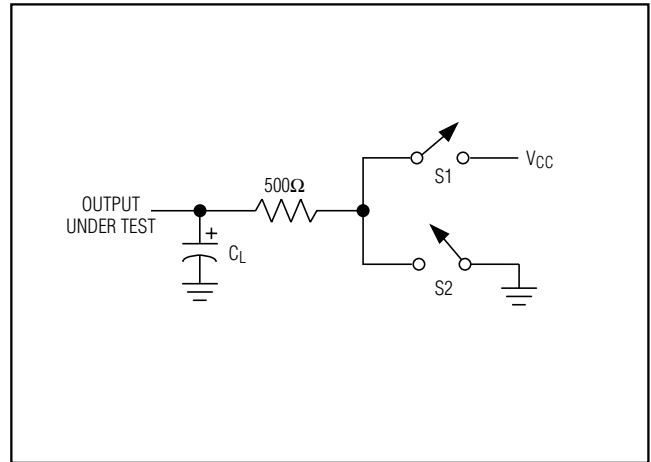 S1
VCC
500Ω
OUTPUT
UNDER TEST
+
CL
S2